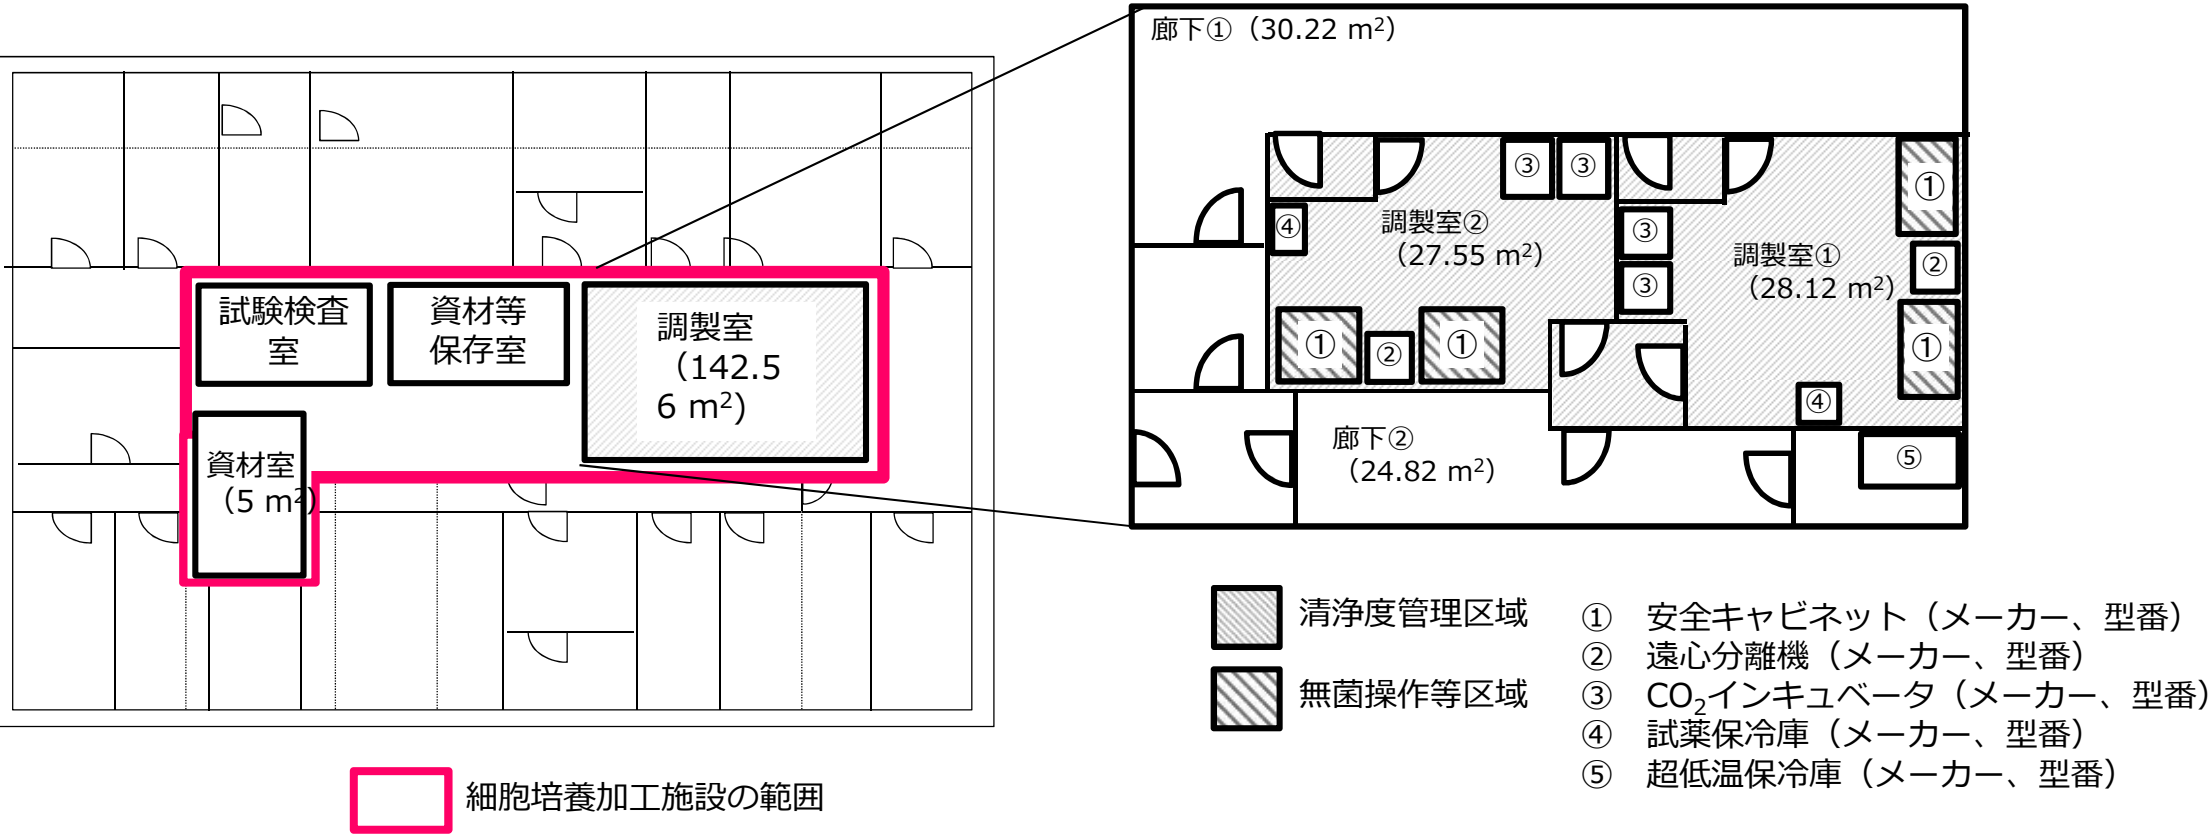 試験検査
室
資材等
保存室
調製室
（142.5
6 m²)
資材室
（5 m²）
細胞培養加工施設の範囲
廊下①（30.22 m²）
③
③
①
④
調製室②
（27.55 m²）
③
③
調製室①
（28.12 m²）
②
①
②
①
①
④
廊下②
（24.82 m²）
⑤
清浄度管理区域
無菌操作等区域
① 安全キャビネット（メーカー、型番）
② 遠心分離機（メーカー、型番）
③ CO₂インキュベータ（メーカー、型番）
④ 試薬保冷庫（メーカー、型番）
⑤ 超低温保冷庫（メーカー、型番）